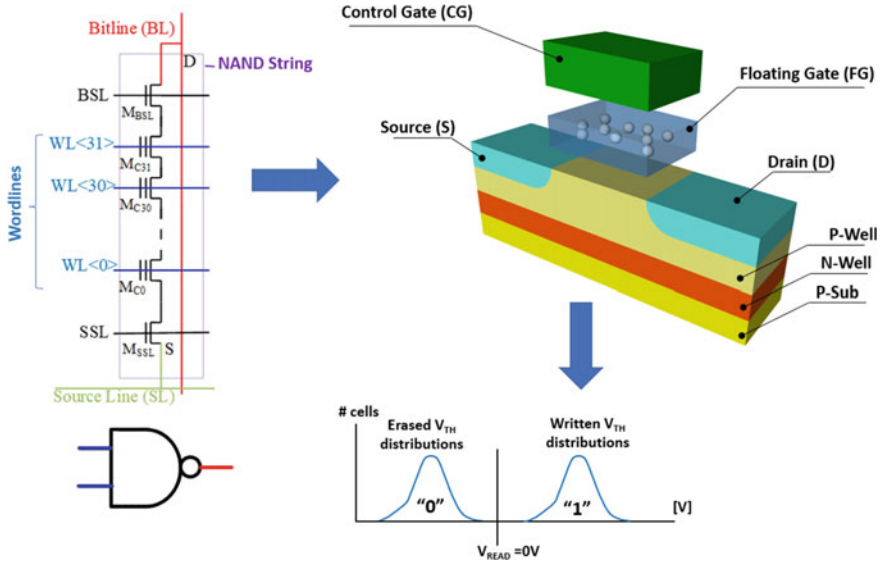 Bitline (BL)
D
NAND String
BSL
M_BSL
WL<31>
M_C31
WL<30>
M_C30
Wordlines
WL<0>
M_C0
SSL
M_SSL
S
Source Line (SL)
Control Gate (CG)
Floating Gate (FG)
Source (S)
Drain (D)
P-Well
N-Well
P-Sub
# cells
Erased V_TH
distributions
Written V_TH
distributions
“0”
“1”
[V]
V_READ =0V